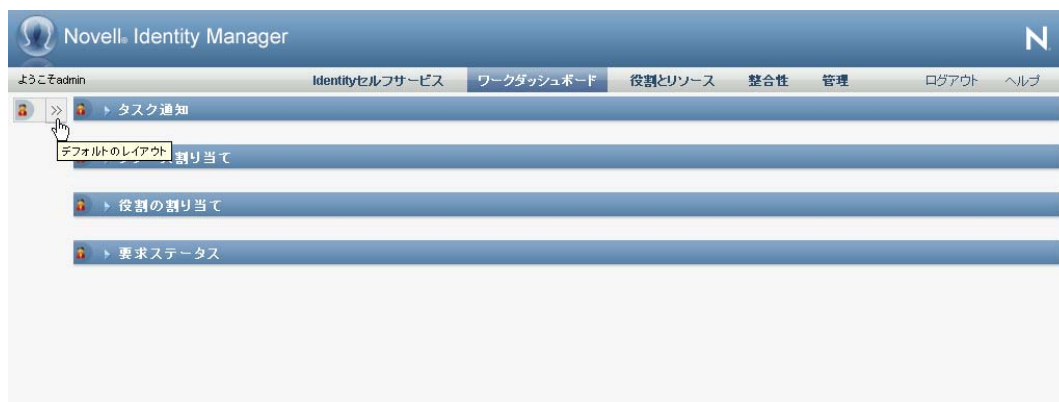 Novell® Identity Manager
N
ようこそadmin
Identityセルフサービス
ワークダッシュボード
役割とリソース
整合性
管理
ログアウト
ヘルプ
タスク通知
デフォルトのレイアウト
割り当て
役割の割り当て
要求ステータス